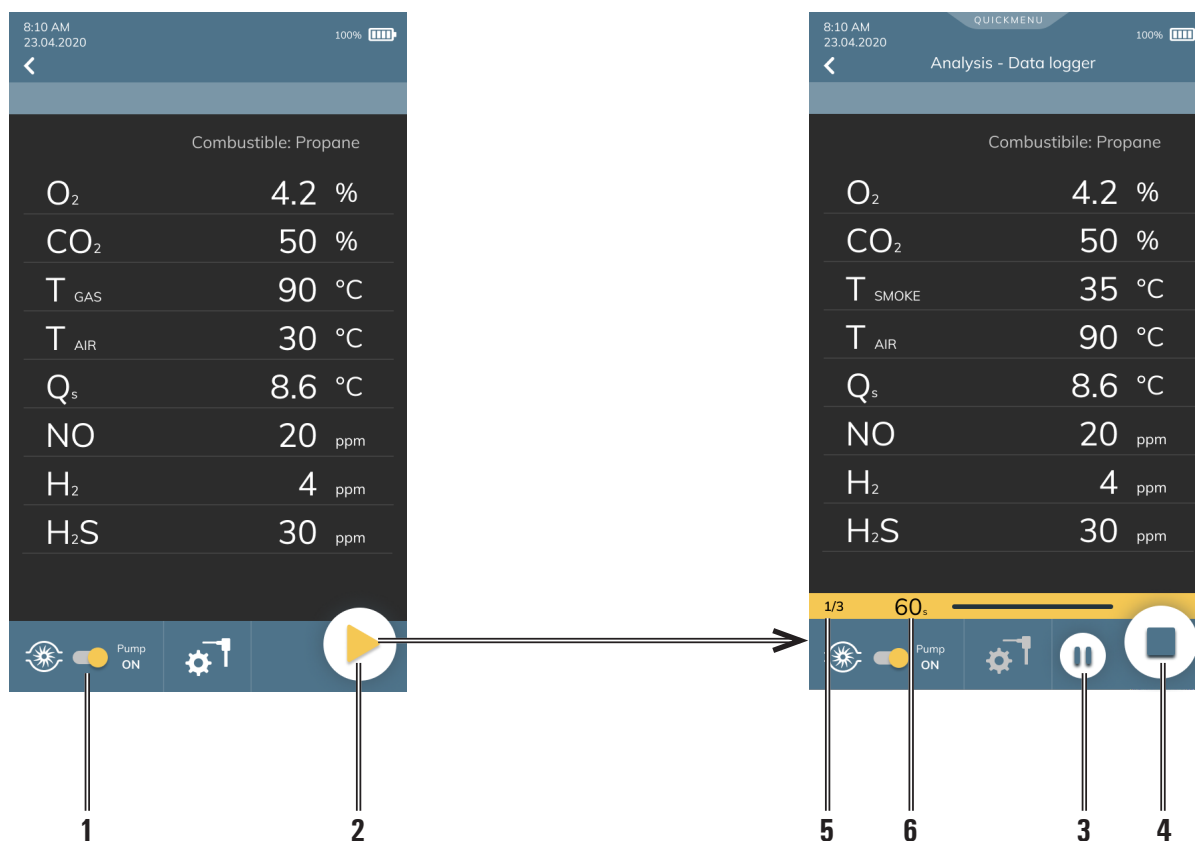 8:10 AM
23.04.2020
100%
Combustible: Propane
O₂ 4.2 %
CO₂ 50 %
T GAS 90 °C
T AIR 30 °C
Qs 8.6 °C
NO 20 ppm
H₂ 4 ppm
H₂S 30 ppm
Pump
ON
1
2
QUICKMENU
8:10 AM
23.04.2020
100%
Analysis - Data logger
Combustibile: Propane
O₂ 4.2 %
CO₂ 50 %
T SMOKE 35 °C
T AIR 90 °C
Qs 8.6 °C
NO 20 ppm
H₂ 4 ppm
H₂S 30 ppm
1/3 60s
Pump
ON
5
6
3
4